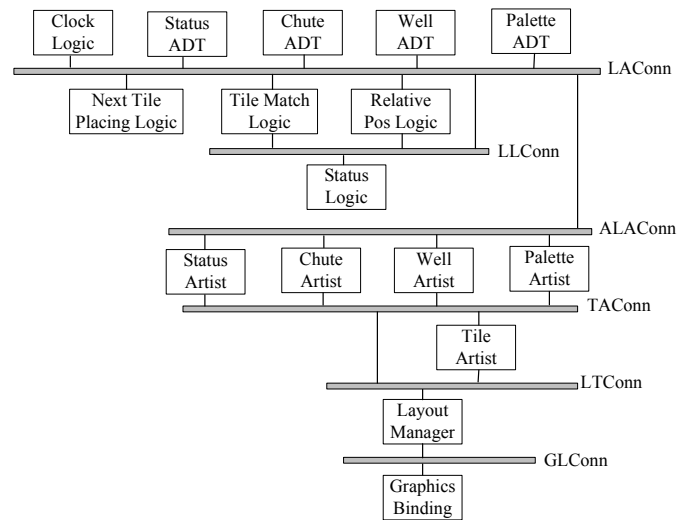 Clock
Logic
Status
ADT
Chute
ADT
Well
ADT
Palette
ADT
LAConn
Next Tile
Placing Logic
Tile Match
Logic
Relative
Pos Logic
LLConn
Status
Logic
ALAConn
Status
Artist
Chute
Artist
Well
Artist
Palette
Artist
TAConn
Tile
Artist
LTConn
Layout
Manager
GLConn
Graphics
Binding